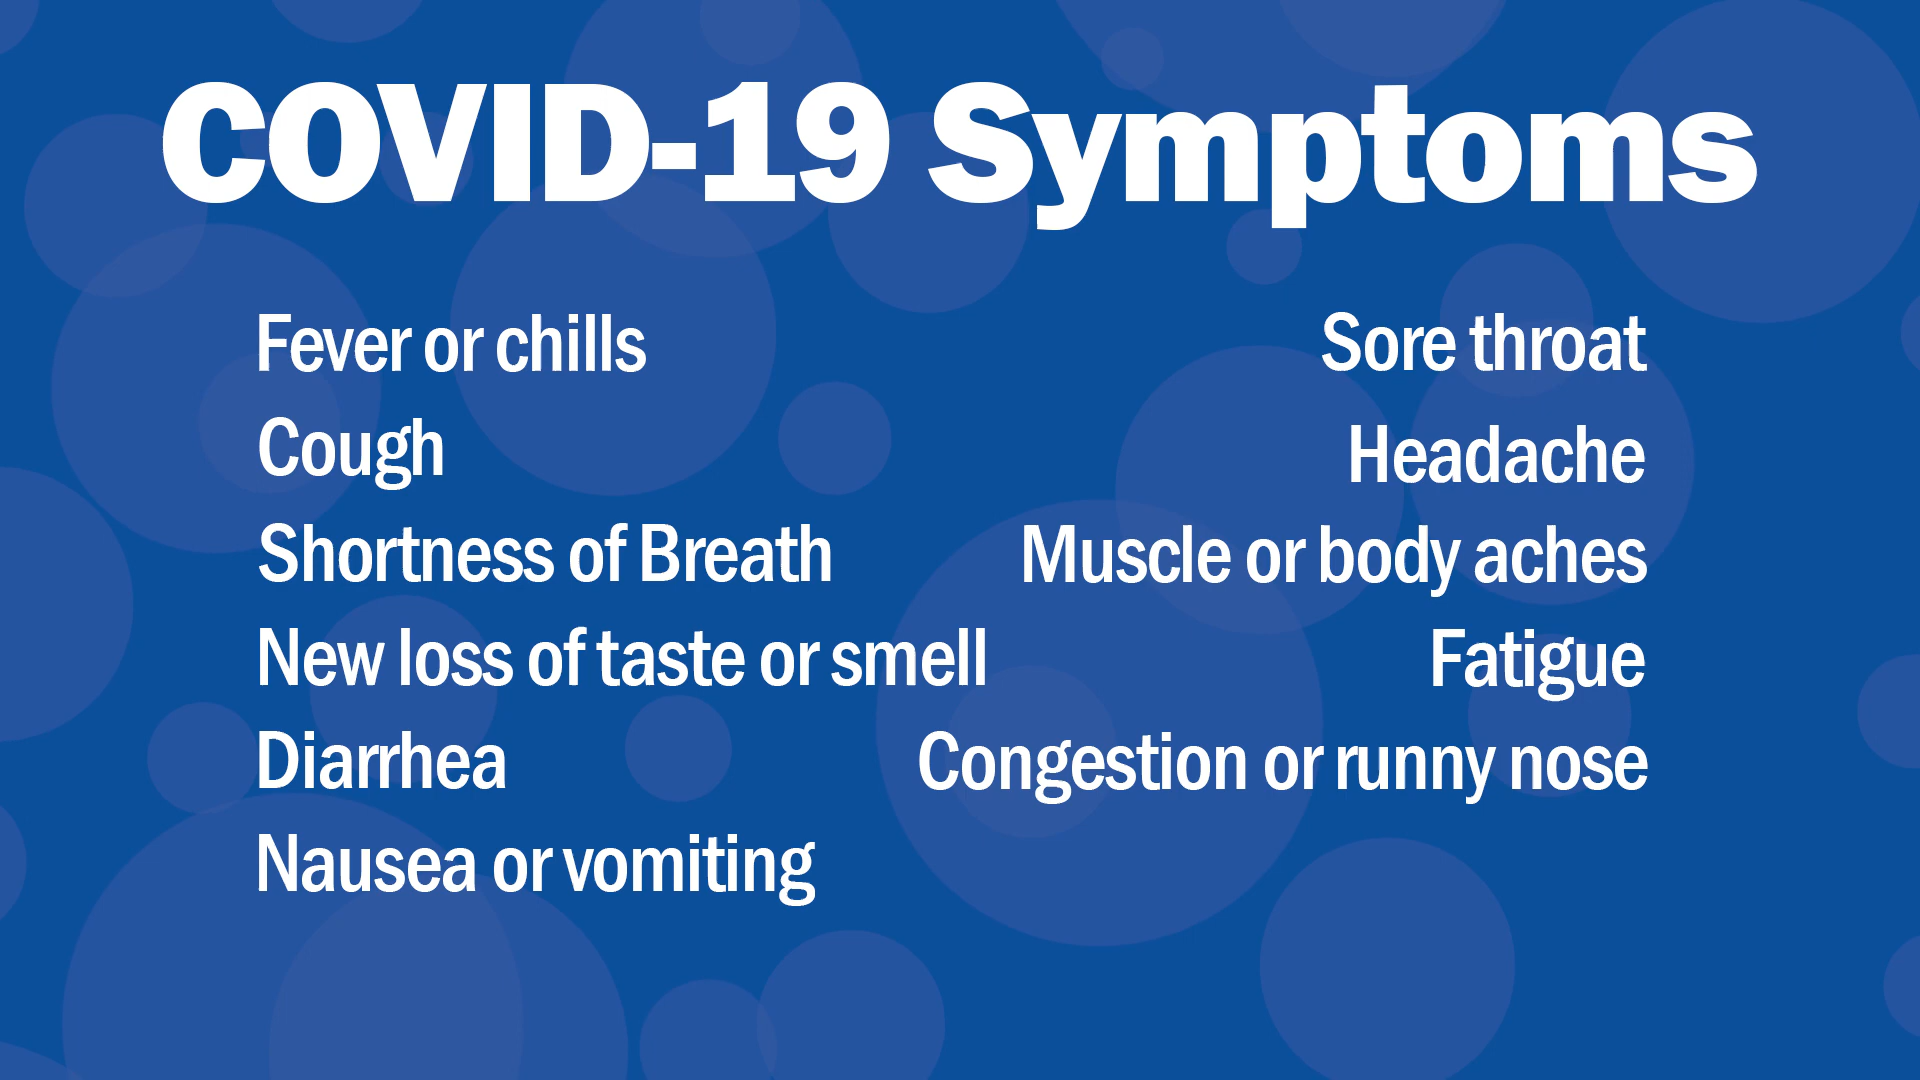 COVID-19 Symptoms
Fever or chills
Cough
Shortness of Breath
New loss of taste or smell
Diarrhea
Nausea or vomiting
Sore throat
Headache
Muscle or body aches
Fatigue
Congestion or runny nose